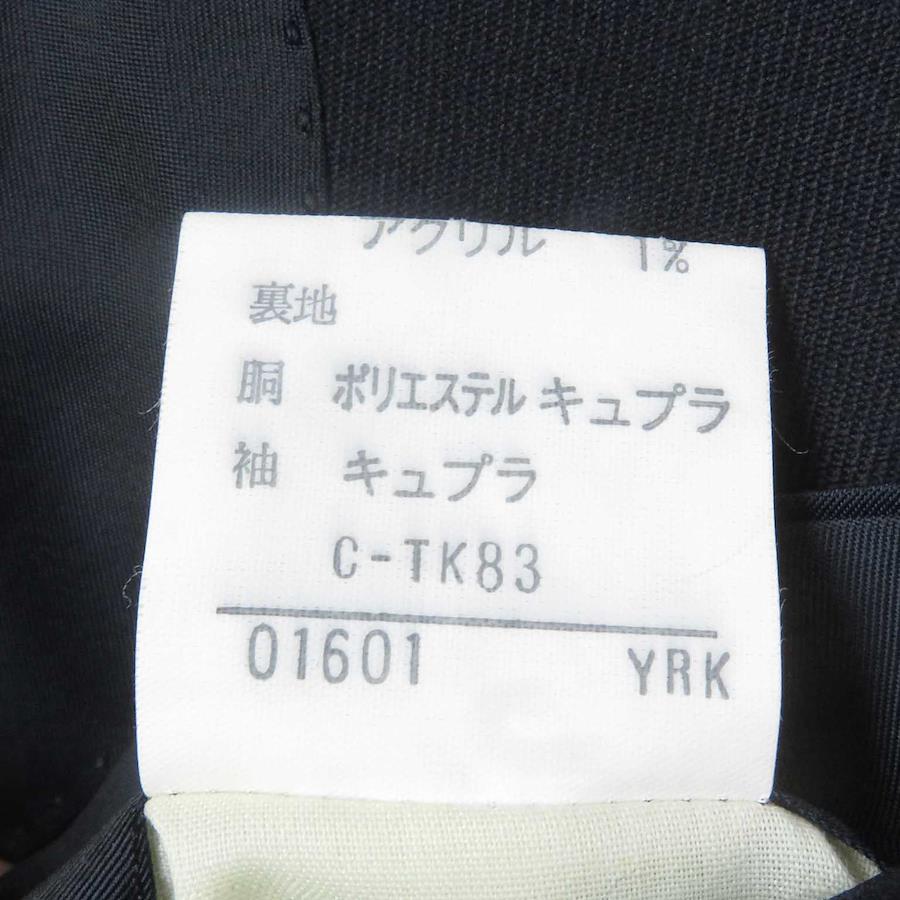 アクリル 1%
裏地
胴 ポリエステル キュプラ
袖 キュプラ
C-TK83
01601 YRK